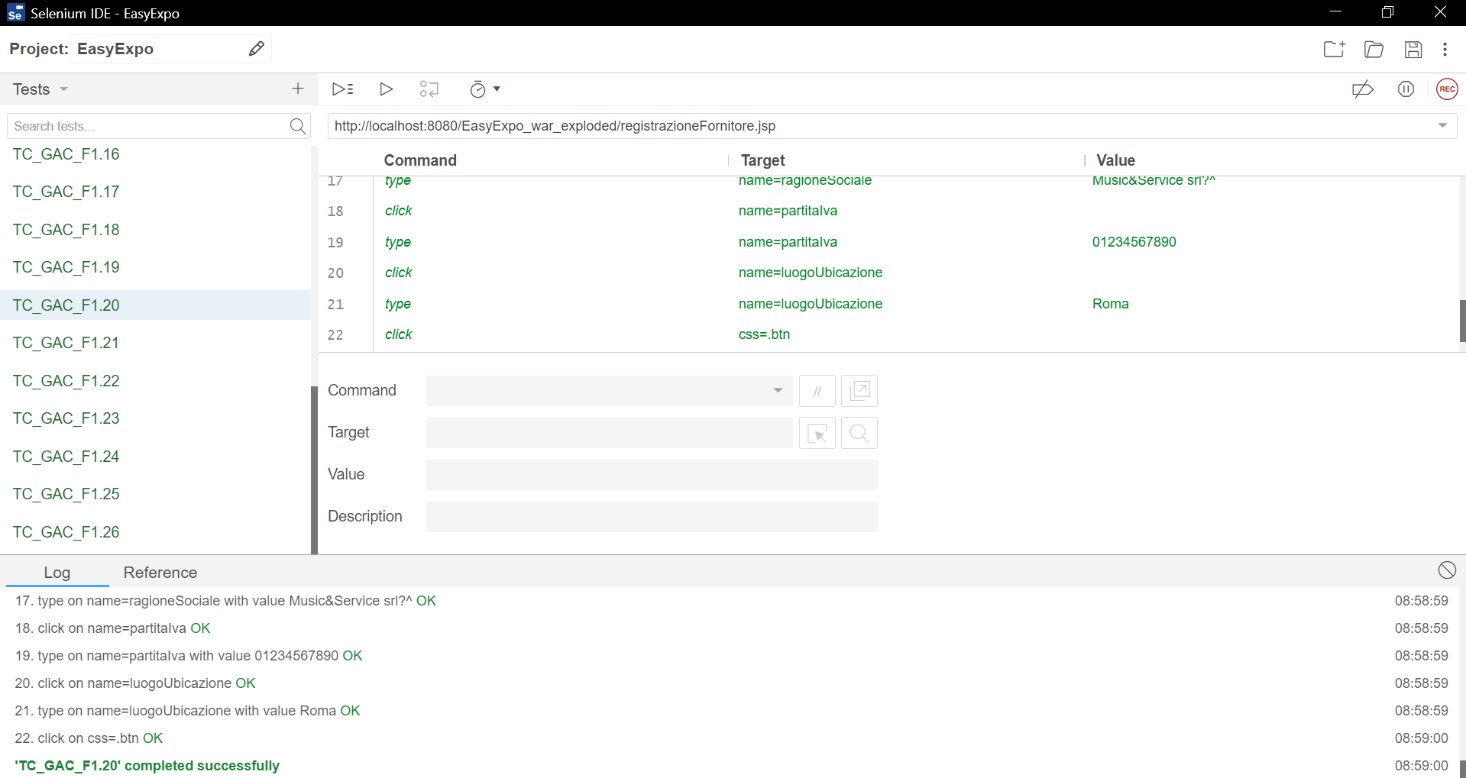 Selenium IDE - EasyExpo
Project: EasyExpo
Tests
Search tests...
TC_GAC_F1.16
TC_GAC_F1.17
TC_GAC_F1.18
TC_GAC_F1.19
TC_GAC_F1.20
TC_GAC_F1.21
TC_GAC_F1.22
TC_GAC_F1.23
TC_GAC_F1.24
TC_GAC_F1.25
TC_GAC_F1.26
REC
http://localhost:8080/EasyExpo_war_exploded/registrazioneFornitore.jsp
Command Target Value
17 type name=ragioneSociale Music&Service srl?^
18 click name=partitaIva
19 type name=partitaIva 01234567890
20 click name=luogoUbicazione
21 type name=luogoUbicazione Roma
22 click css=.btn
Command //
Target
Value
Description
Log Reference
17. type on name=ragioneSociale with value Music&Service srl?^ OK 08:58:59
18. click on name=partitaIva OK 08:58:59
19. type on name=partitaIva with value 01234567890 OK 08:58:59
20. click on name=luogoUbicazione OK 08:58:59
21. type on name=luogoUbicazione with value Roma OK 08:58:59
22. click on css=.btn OK 08:59:00
'TC_GAC_F1.20' completed successfully 08:59:00